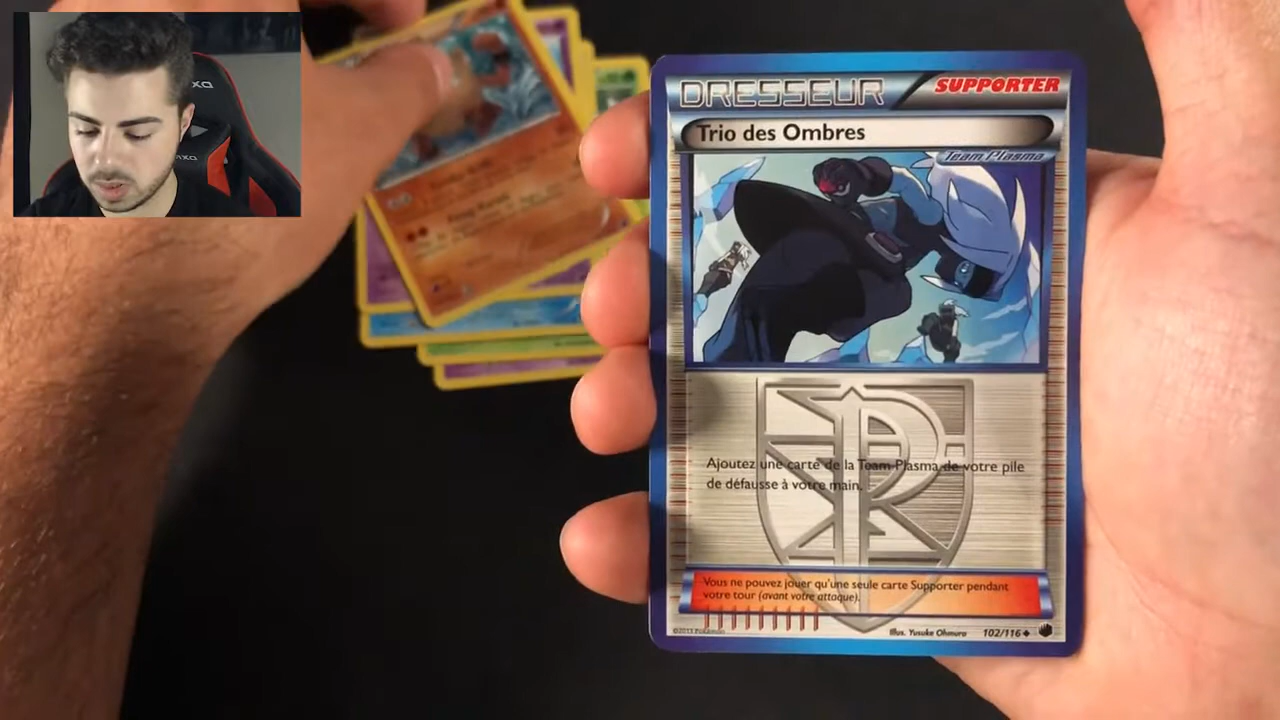 DRESSEUR SUPPORTER
Trio des Ombres
Team Plasma
Ajoutez une carte de la Team Plasma de votre pile
de défausse à votre main.
Vous ne pouvez jouer qu'une seule carte Supporter pendant
votre tour (avant votre attaque).
©2013 Pokémon
Illus. Yusuke Ohmura 102/116